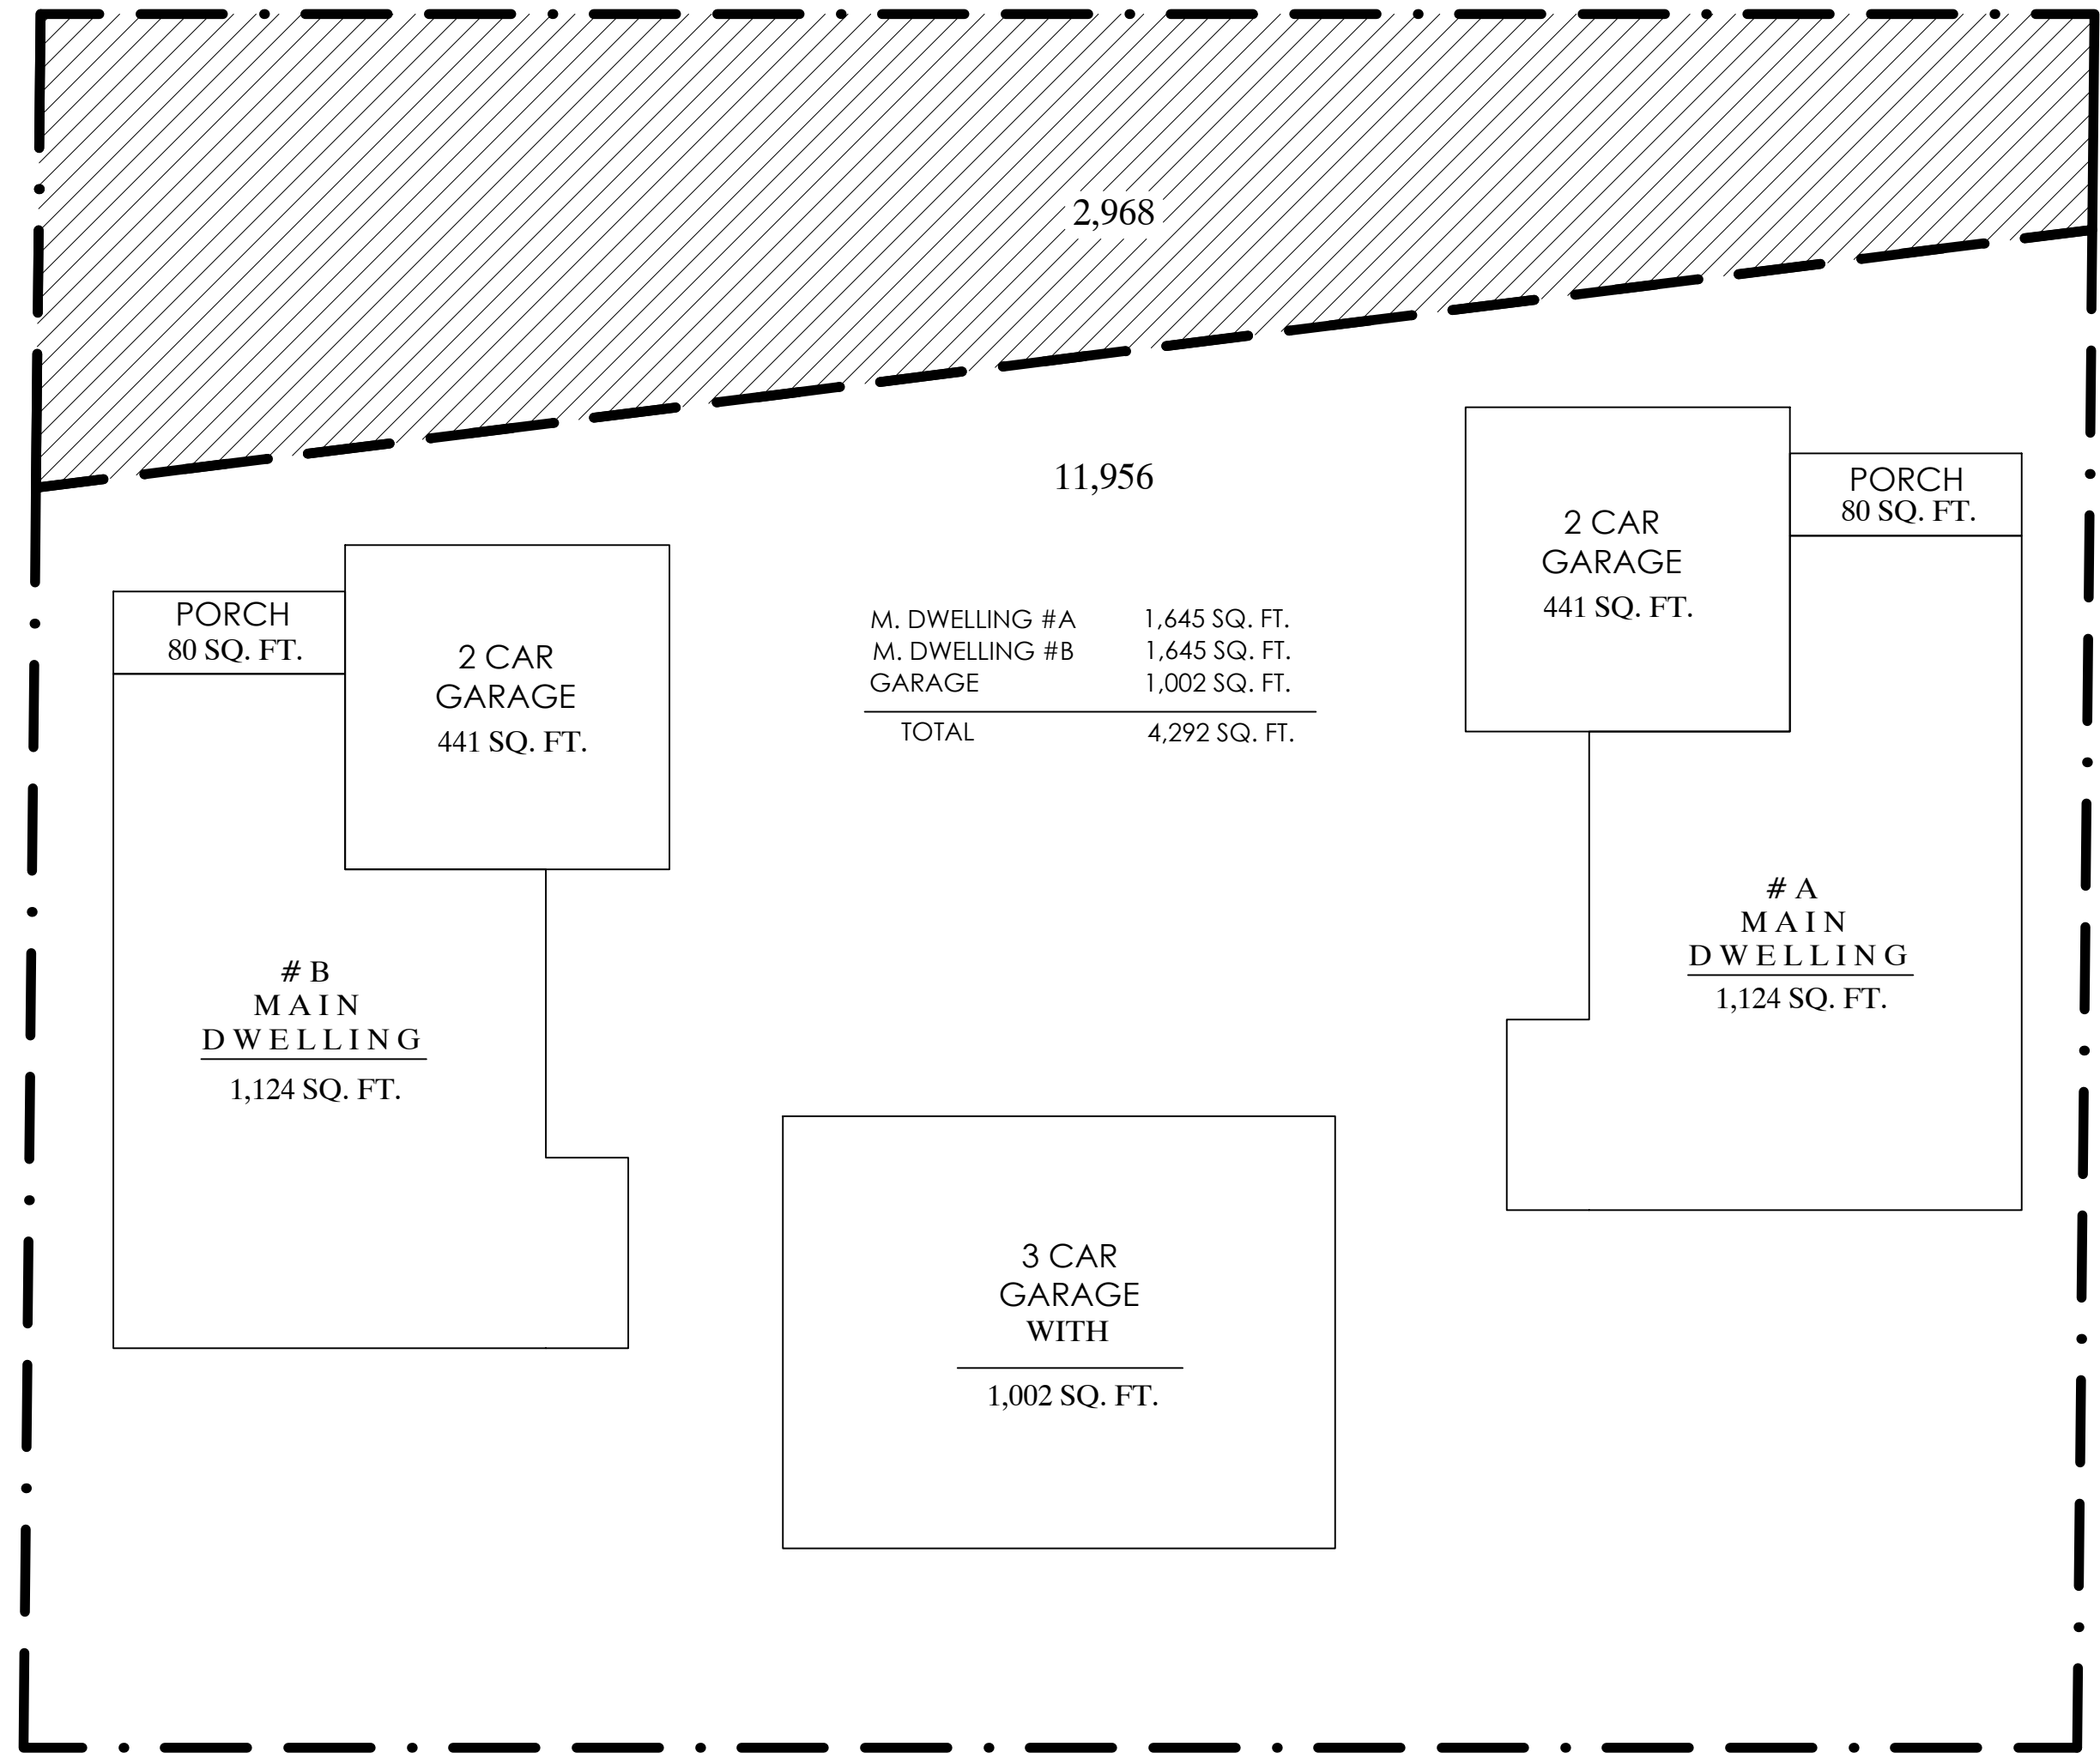 2,968
11,956
PORCH
80 SQ. FT.
2 CAR
GARAGE
441 SQ. FT.
M. DWELLING #A 1,645 SQ. FT.
M. DWELLING #B 1,645 SQ. FT.
GARAGE 1,002 SQ. FT.
TOTAL 4,292 SQ. FT.
2 CAR
GARAGE
441 SQ. FT.
PORCH
80 SQ. FT.
# B
MAIN
DWELLING
1,124 SQ. FT.
# A
MAIN
DWELLING
1,124 SQ. FT.
3 CAR
GARAGE
WITH
1,002 SQ. FT.